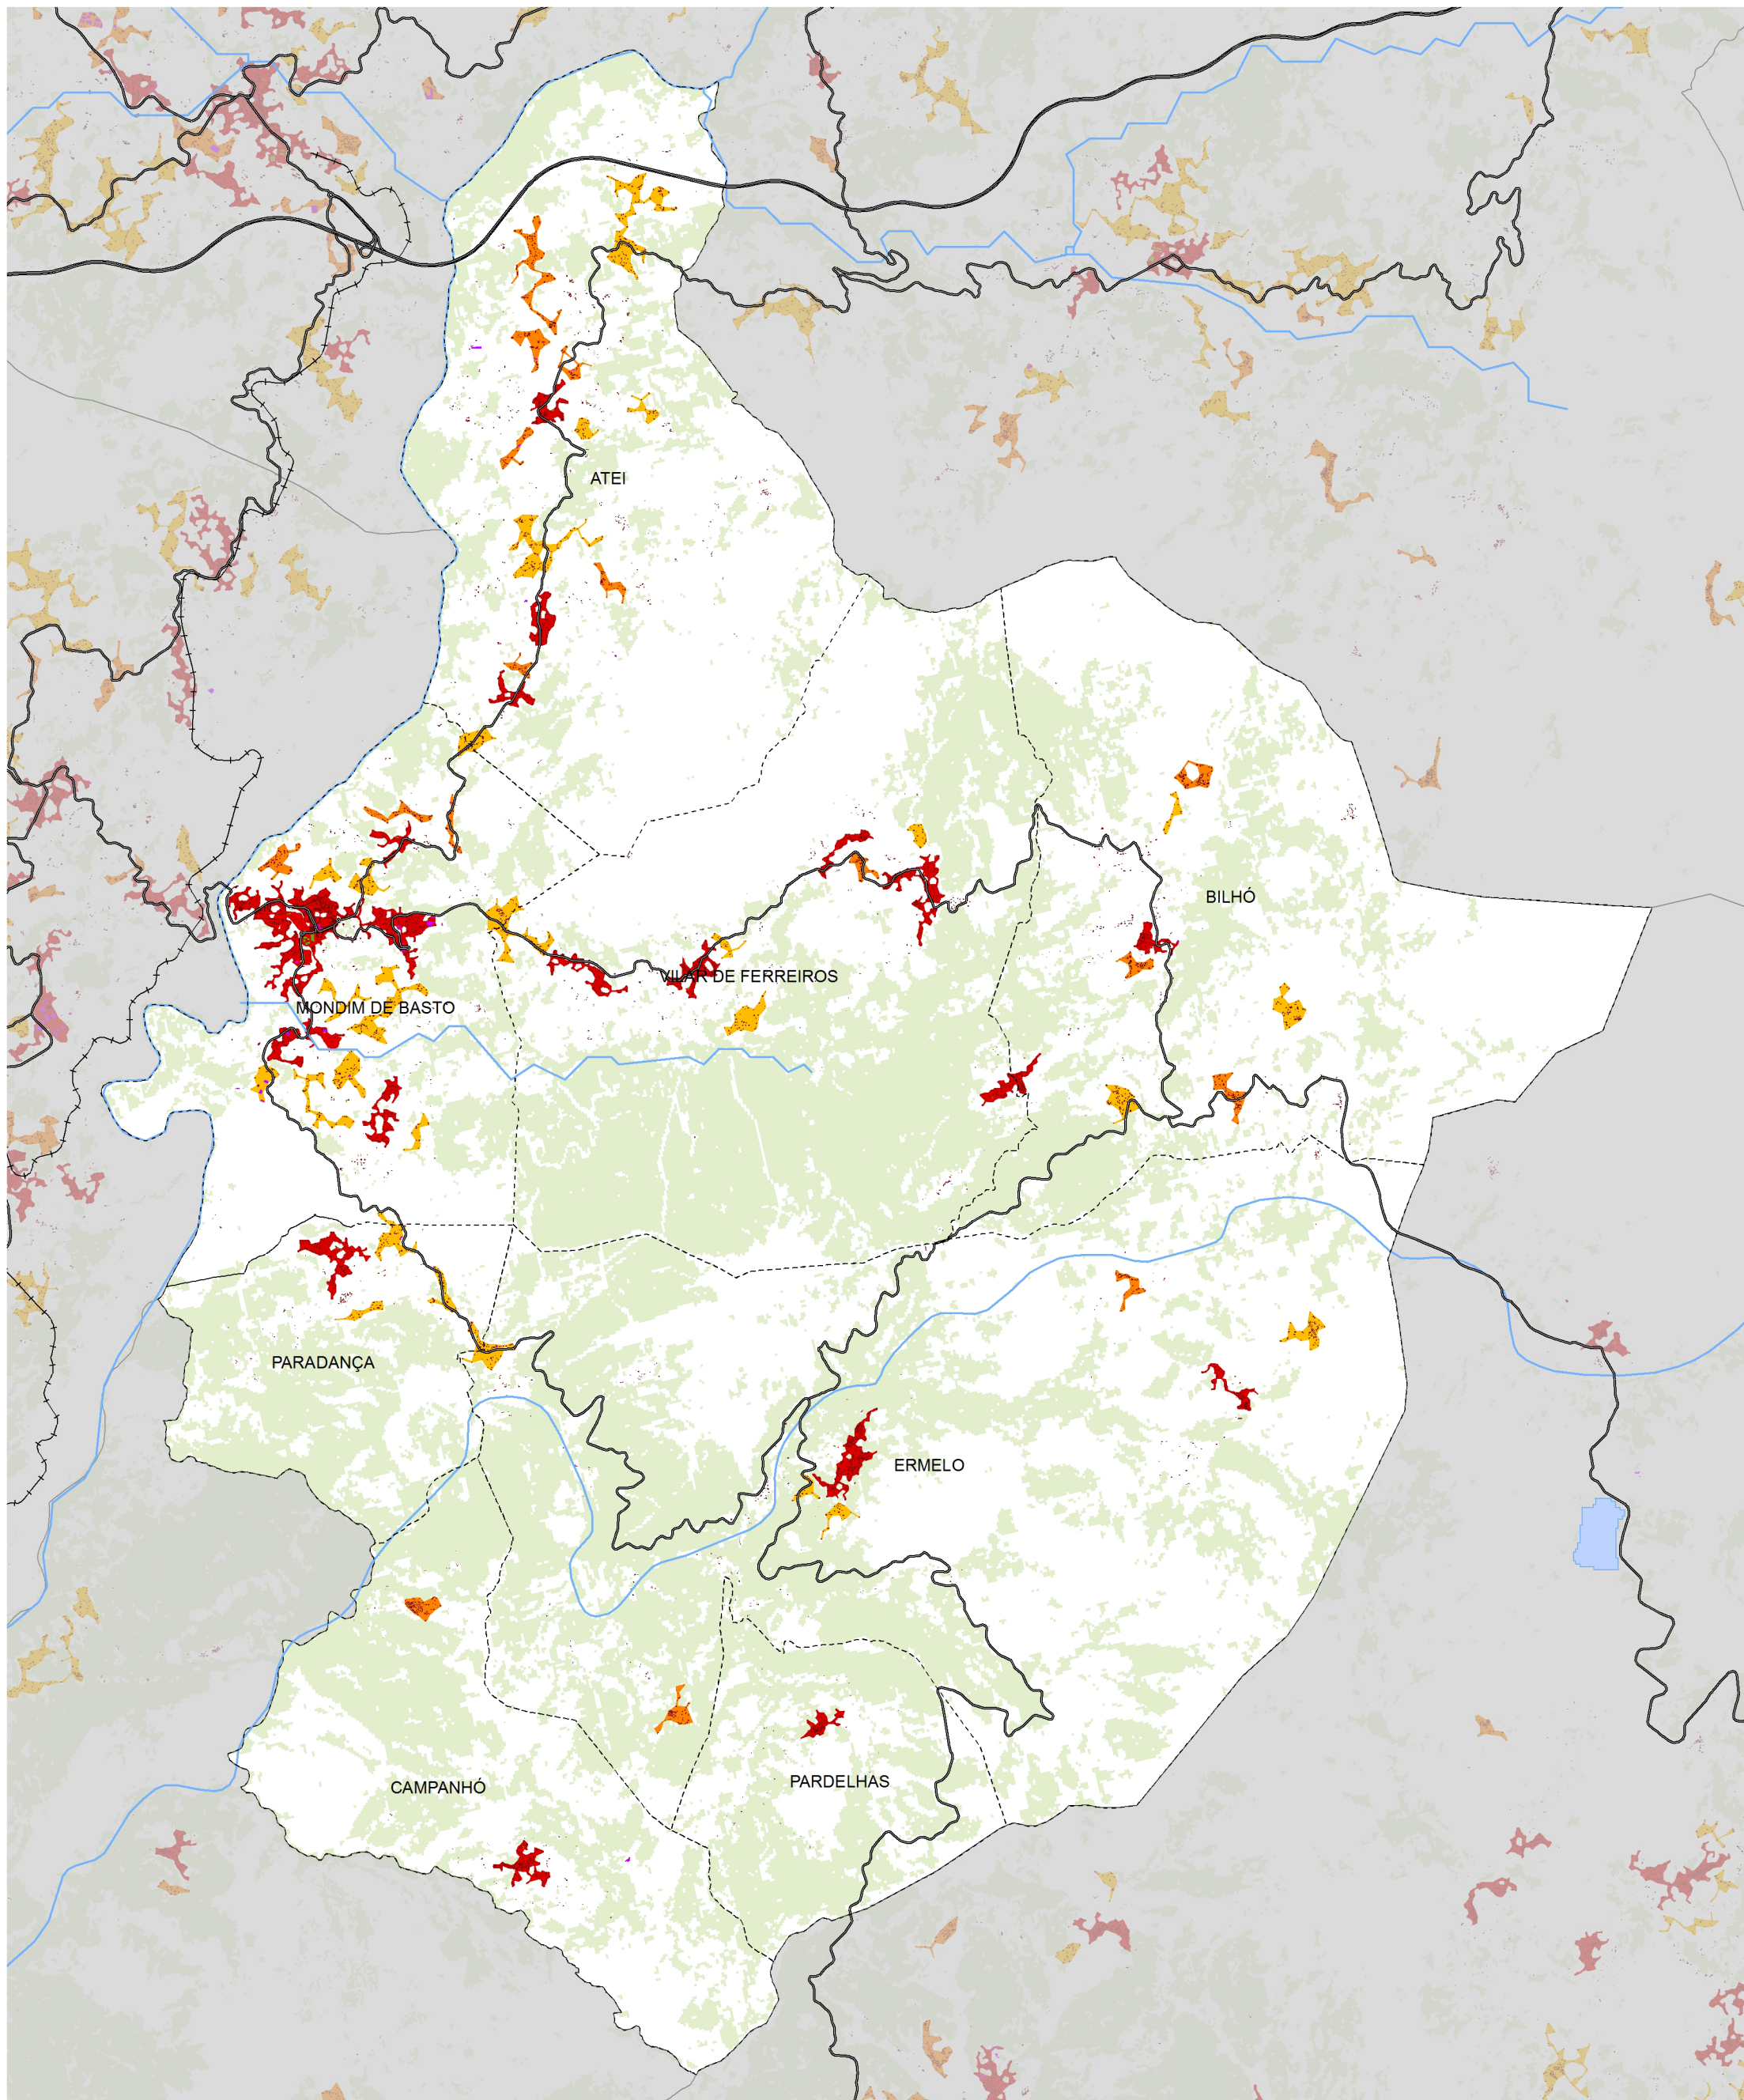 ATEI
BILHÓ
VILAR DE FERREIROS
MONDIM DE BASTO
PARADANÇA
ERMELO
PARDELHAS
CAMPANHÓ